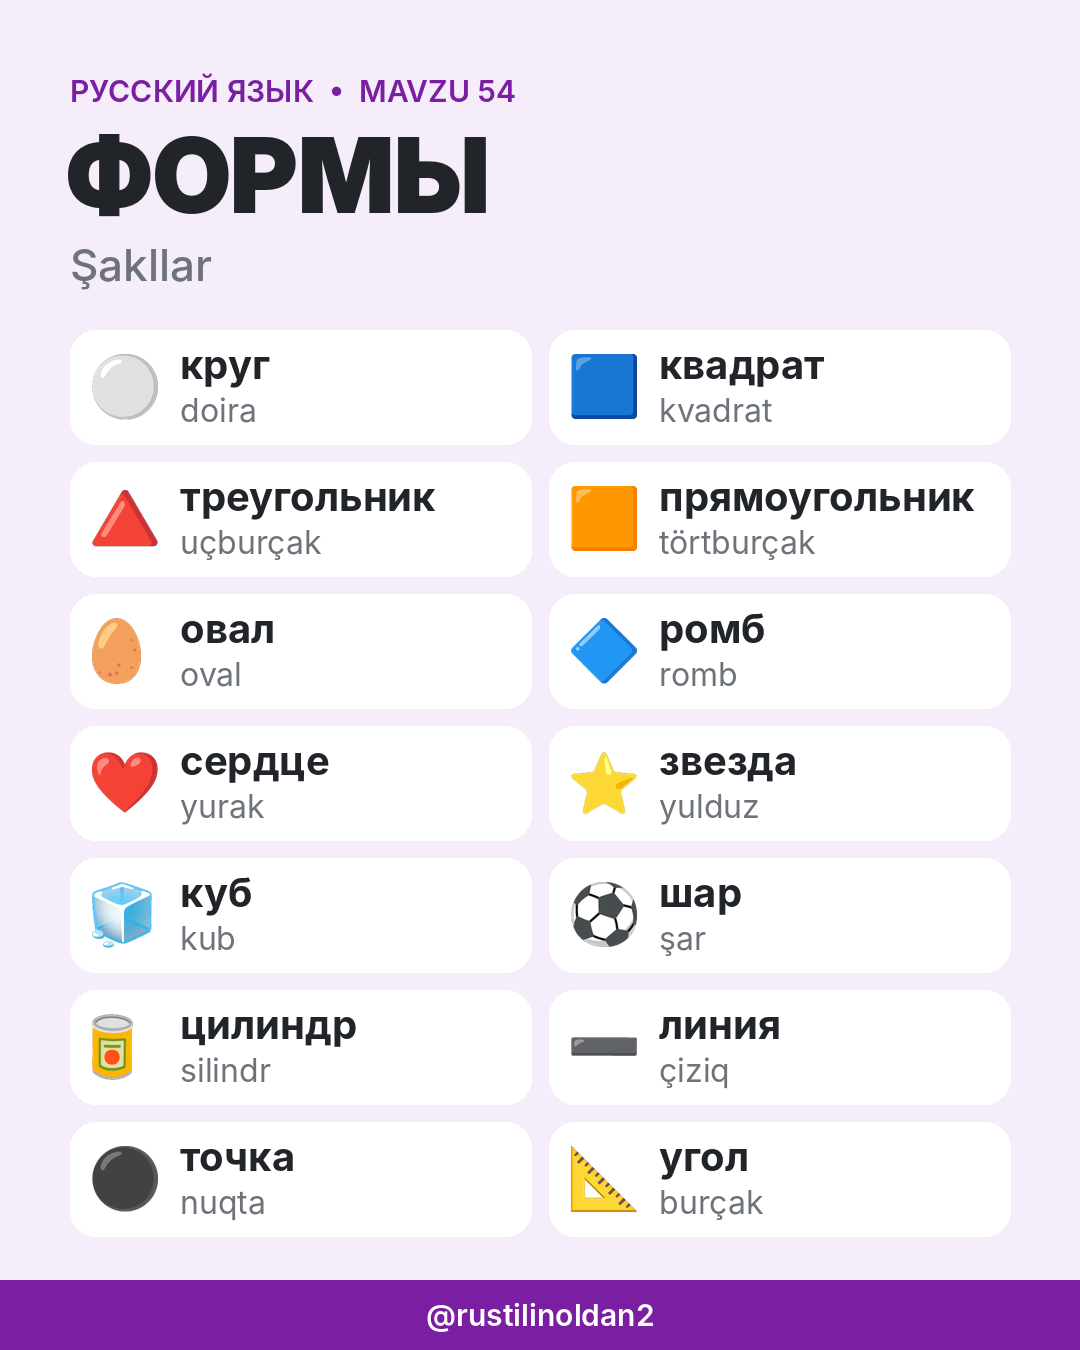 РУССКИЙ ЯЗЫК • MAVZU 54
ФОРМЫ
Şakllar
круг
doira
квадрат
kvadrat
треугольник
uçburçak
прямоугольник
törtburçak
овал
oval
ромб
romb
сердце
yurak
звезда
yulduz
куб
kub
шар
şar
цилиндр
silindr
линия
çiziq
точка
nuqta
угол
burçak
@rustilinoldan2